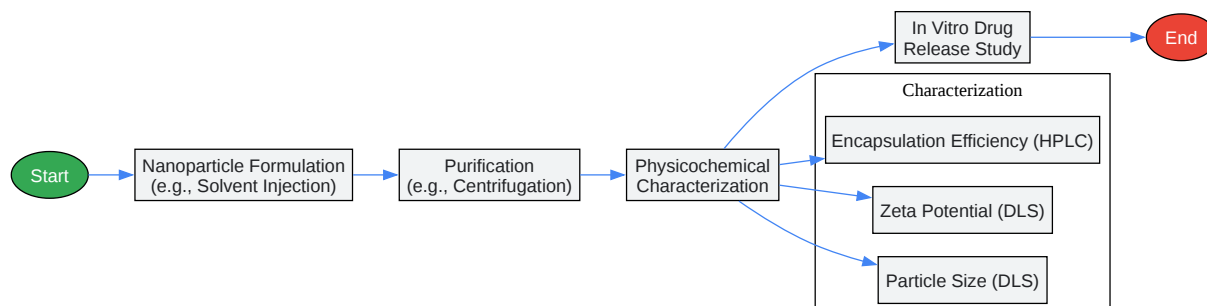 Start
Nanoparticle Formulation
(e.g., Solvent Injection)
Purification
(e.g., Centrifugation)
Physicochemical
Characterization
In Vitro Drug
Release Study
End
Characterization
Encapsulation Efficiency (HPLC)
Zeta Potential (DLS)
Particle Size (DLS)